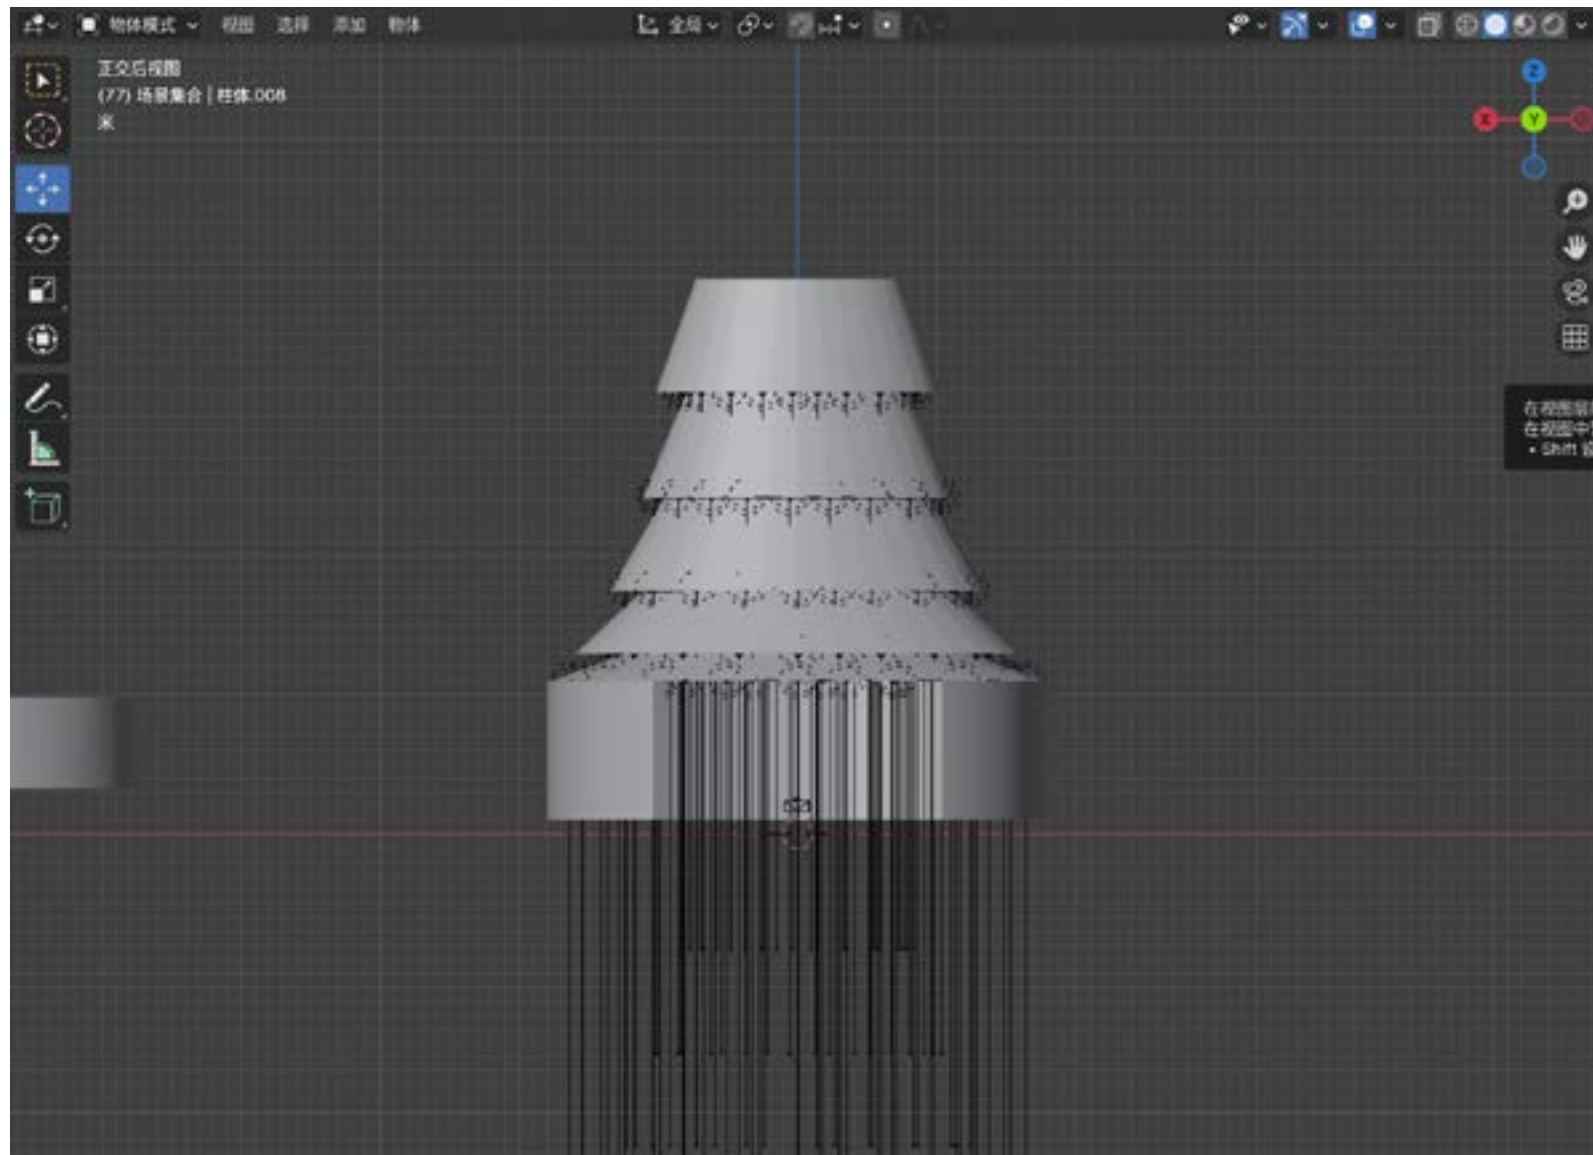 物体模式 视图 选择 添加 物体 全局
正交后视图
(77) 场景集合 | 柱体.008
米
Z
X
Y
在视图
在视图中
• Shift